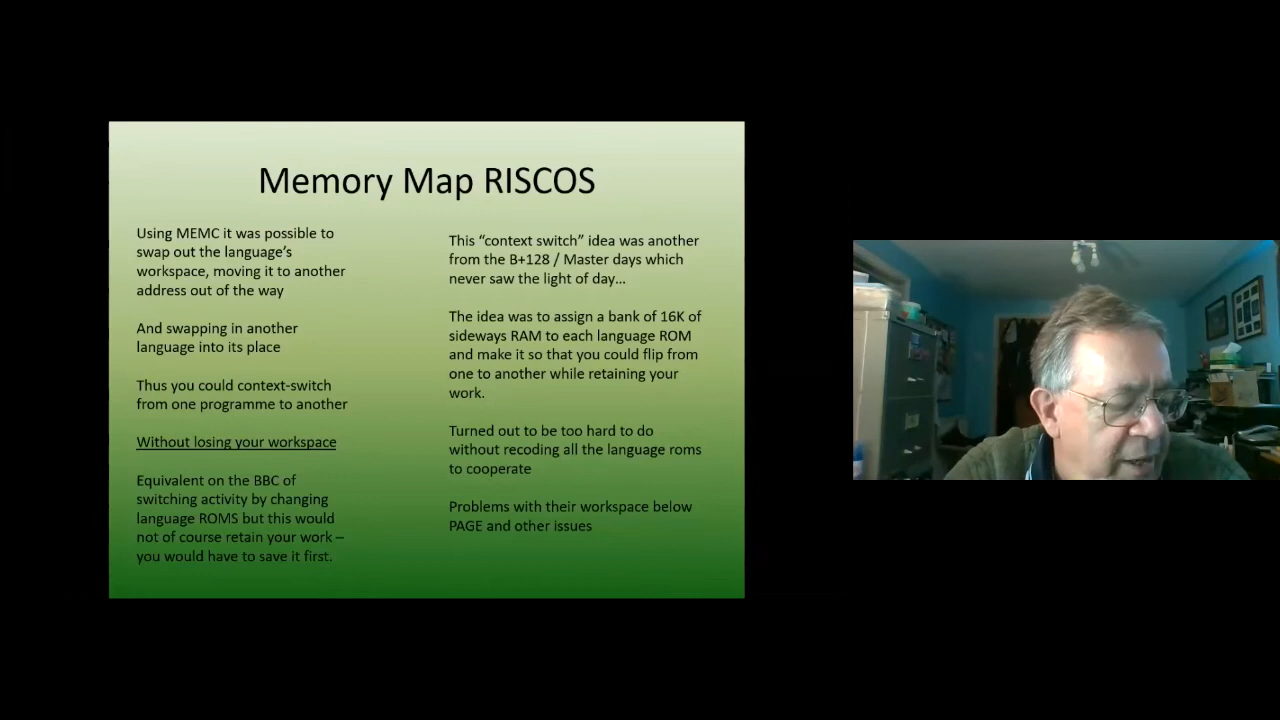 Memory Map RISCOS
Using MEMC it was possible to
swap out the language's
workspace, moving it to another
address out of the way
And swapping in another
language into its place
Thus you could context-switch
from one programme to another
Without losing your workspace
Equivalent on the BBC of
switching activity by changing
language ROMS but this would
not of course retain your work –
you would have to save it first.
This “context switch” idea was another
from the B+128 / Master days which
never saw the light of day…
The idea was to assign a bank of 16K of
sideways RAM to each language ROM
and make it so that you could flip from
one to another while retaining your
work.
Turned out to be too hard to do
without recoding all the language roms
to cooperate
Problems with their workspace below
PAGE and other issues